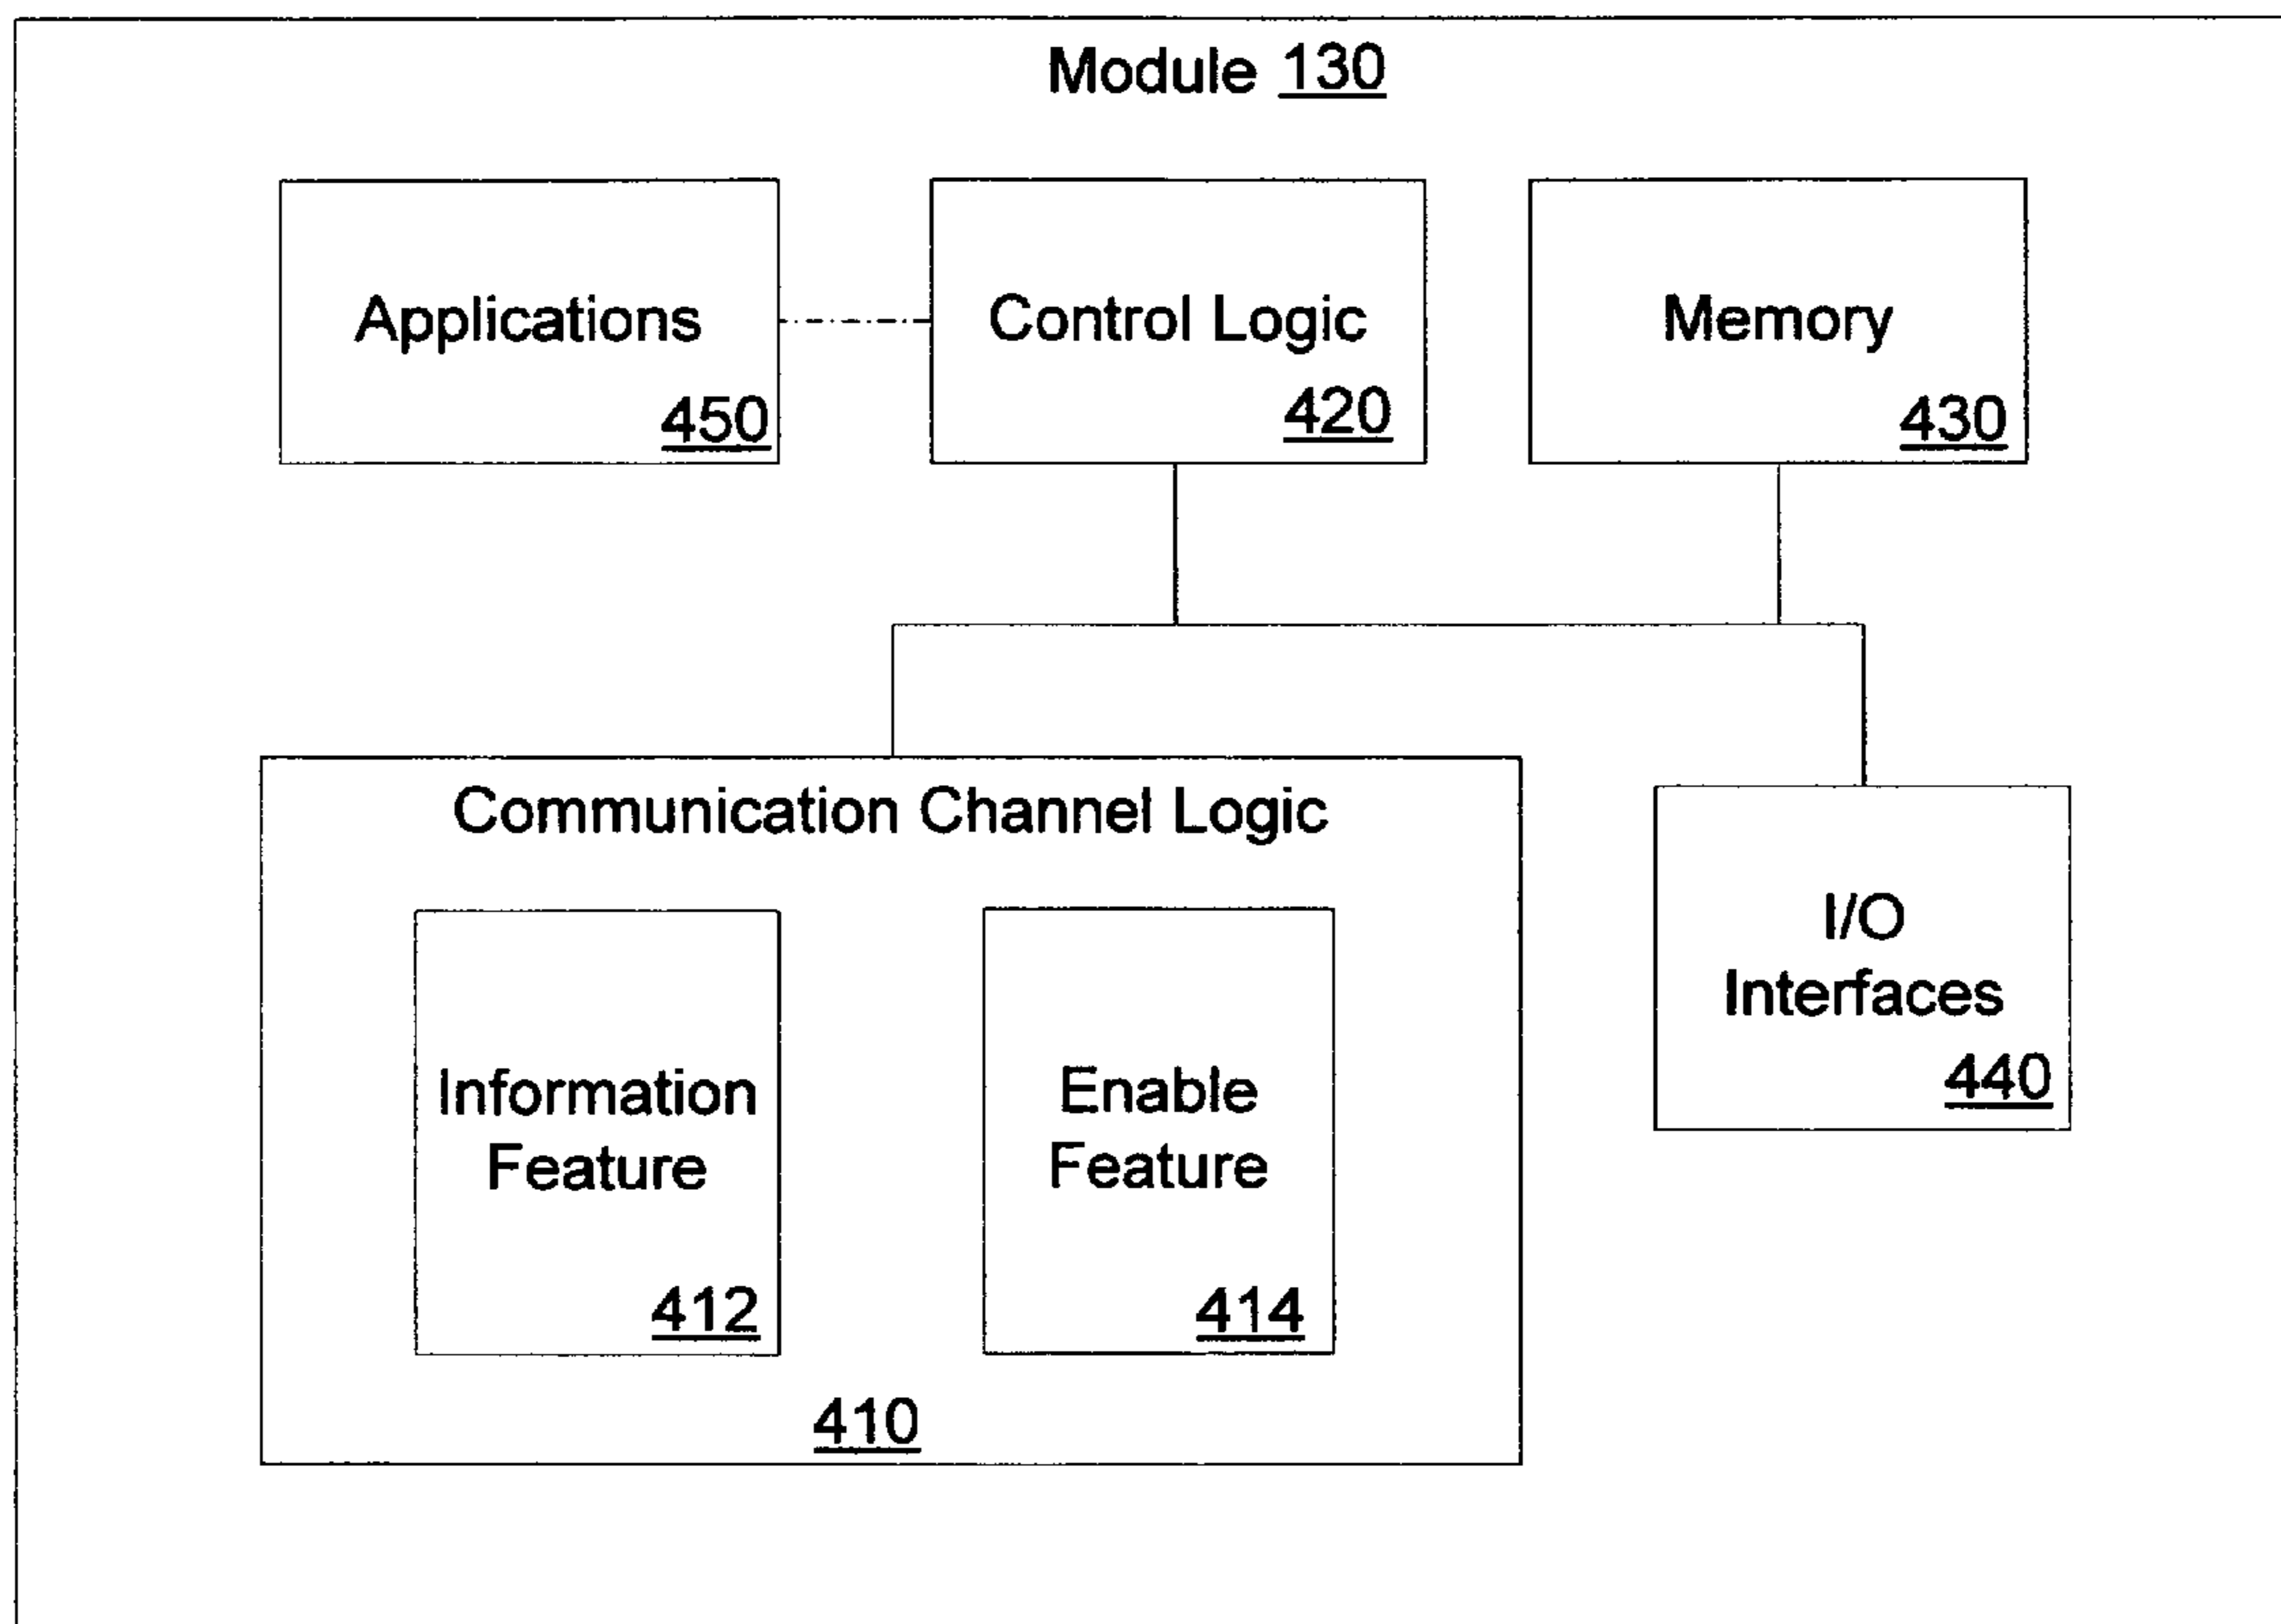 Module 130
Applications
450
Control Logic
420
Memory
430
Communication Channel Logic
Information
Feature
412
Enable
Feature
414
410
I/O
Interfaces
440